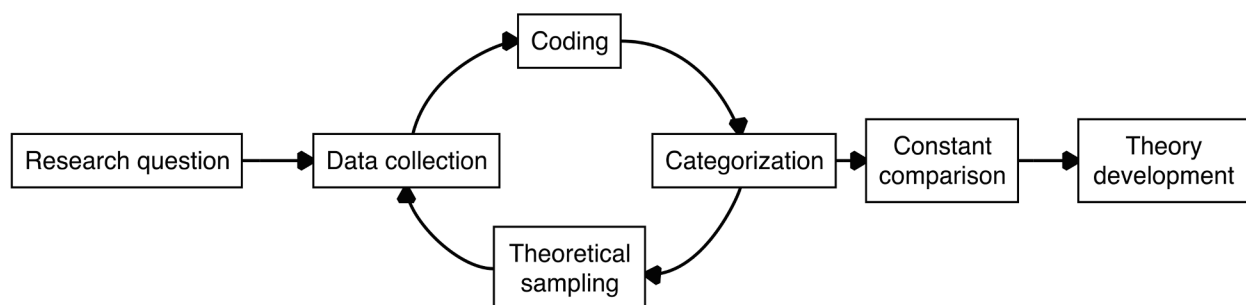 Research question
Data collection
Coding
Categorization
Theoretical
sampling
Constant
comparison
Theory
development